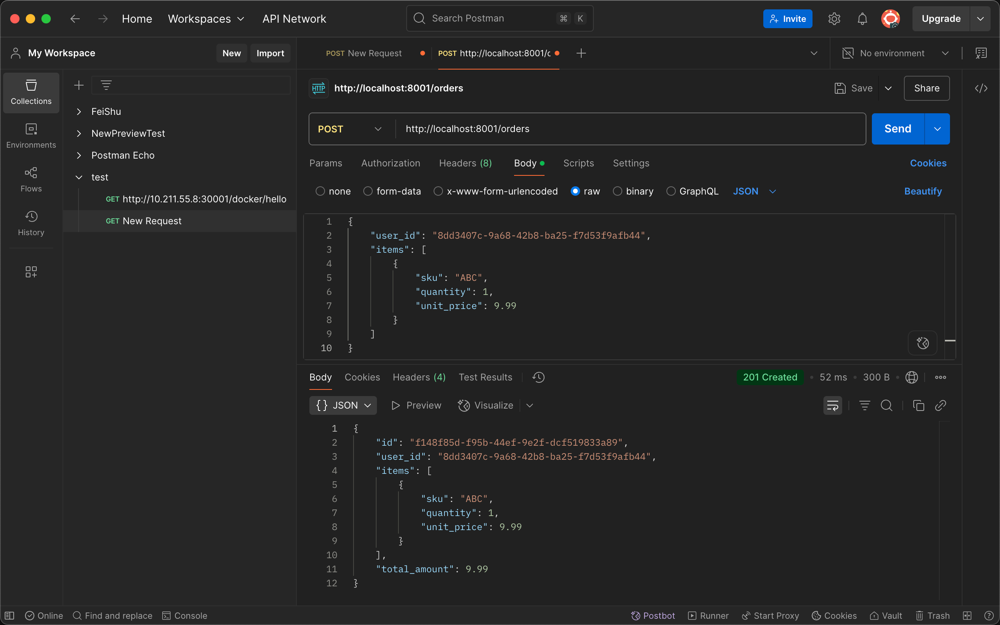 Home
Workspaces
API Network
Search Postman
⌘ K
Invite
Upgrade
My Workspace
New
Import
POST New Request
POST http://localhost:8001/c
No environment
Collections
Environments
Flows
History
FeiShu
NewPreviewTest
Postman Echo
test
GET http://10.211.55.8:30001/docker/hello
GET New Request
HTTP http://localhost:8001/orders
Save
Share
POST
http://localhost:8001/orders
Send
Params
Authorization
Headers (8)
Body
Scripts
Settings
Cookies
none
form-data
x-www-form-urlencoded
raw
binary
GraphQL
JSON
Beautify
1 {
2 "user_id": "8dd3407c-9a68-42b8-ba25-f7d53f9afb44",
3 "items": [
4 {
5 "sku": "ABC",
6 "quantity": 1,
7 "unit_price": 9.99
8 }
9 ]
10 }
Body
Cookies
Headers (4)
Test Results
201 Created
52 ms
300 B
{} JSON
Preview
Visualize
1 {
2 "id": "f148f85d-f95b-44ef-9e2f-dcf519833a89",
3 "user_id": "8dd3407c-9a68-42b8-ba25-f7d53f9afb44",
4 "items": [
5 {
6 "sku": "ABC",
7 "quantity": 1,
8 "unit_price": 9.99
9 }
10 ],
11 "total_amount": 9.99
12 }
Online
Find and replace
Console
Postbot
Runner
Start Proxy
Cookies
Vault
Trash